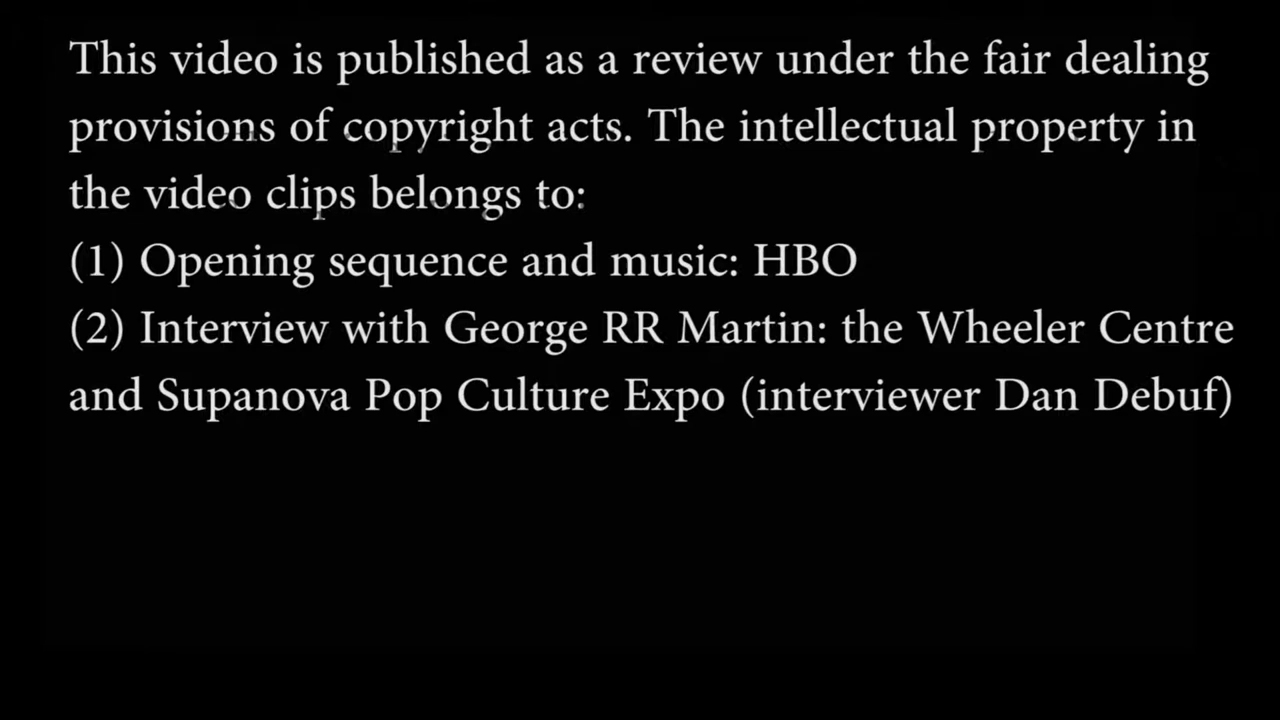 This video is published as a review under the fair dealing
provisions of copyright acts. The intellectual property in
the video clips belongs to:
(1) Opening sequence and music: HBO
(2) Interview with George RR Martin: the Wheeler Centre
and Supanova Pop Culture Expo (interviewer Dan Debuf)